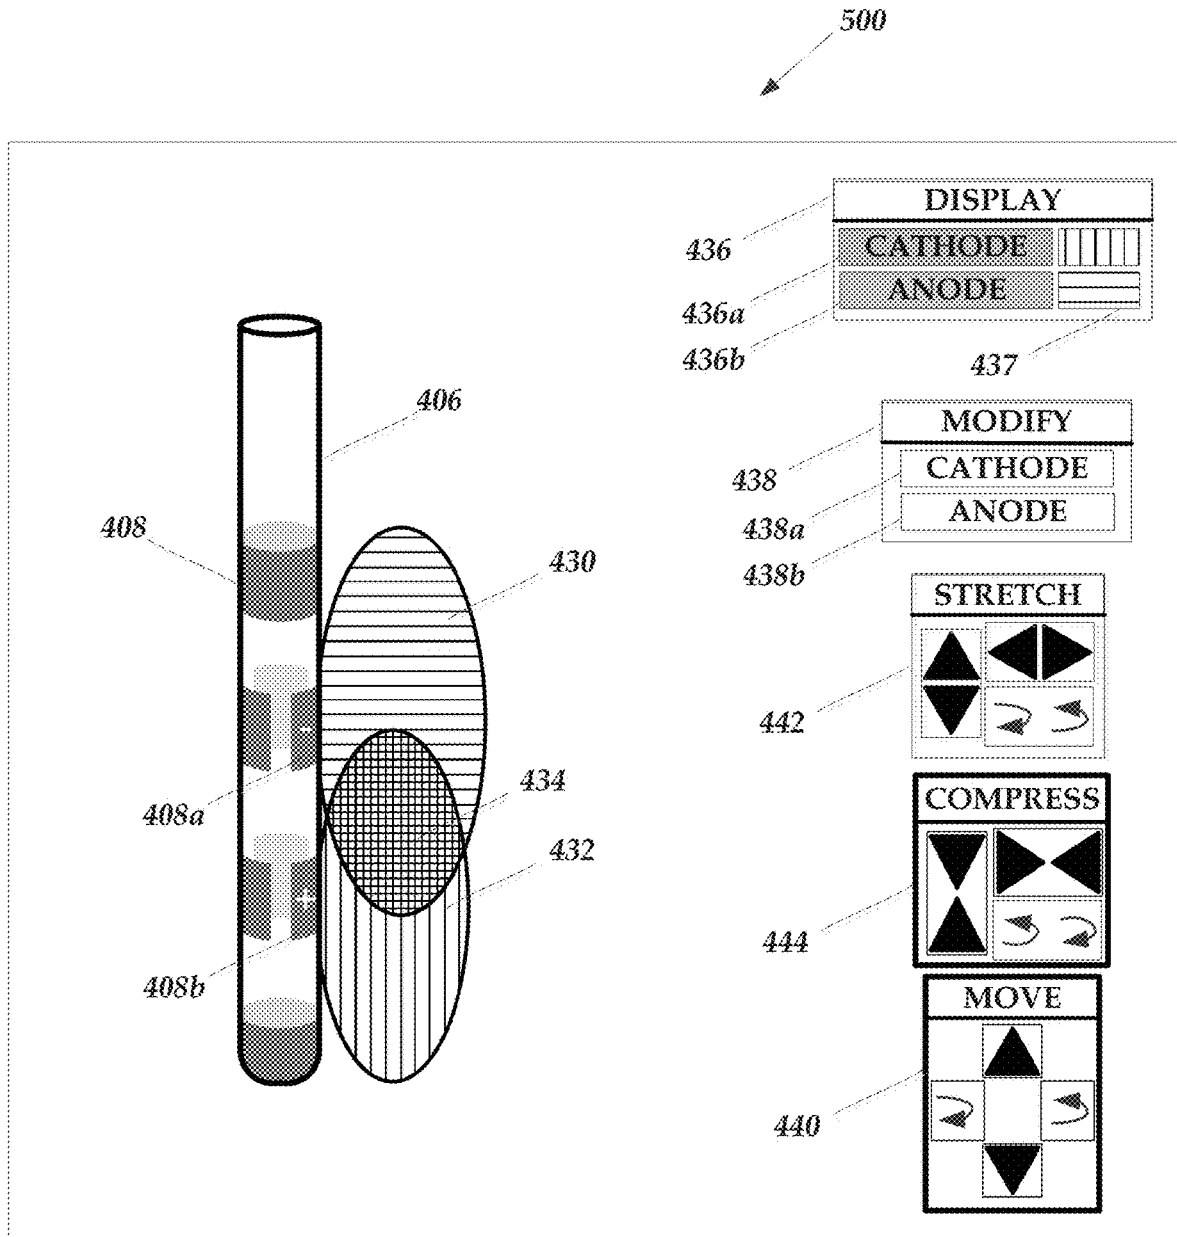 500
DISPLAY
436
CATHODE
436a
ANODE
436b
437
406
MODIFY
438
CATHODE
408
438a
ANODE
430
438b
STRETCH
-
442
434
COMPRESS
408a
432
+
444
408b
MOVE
440